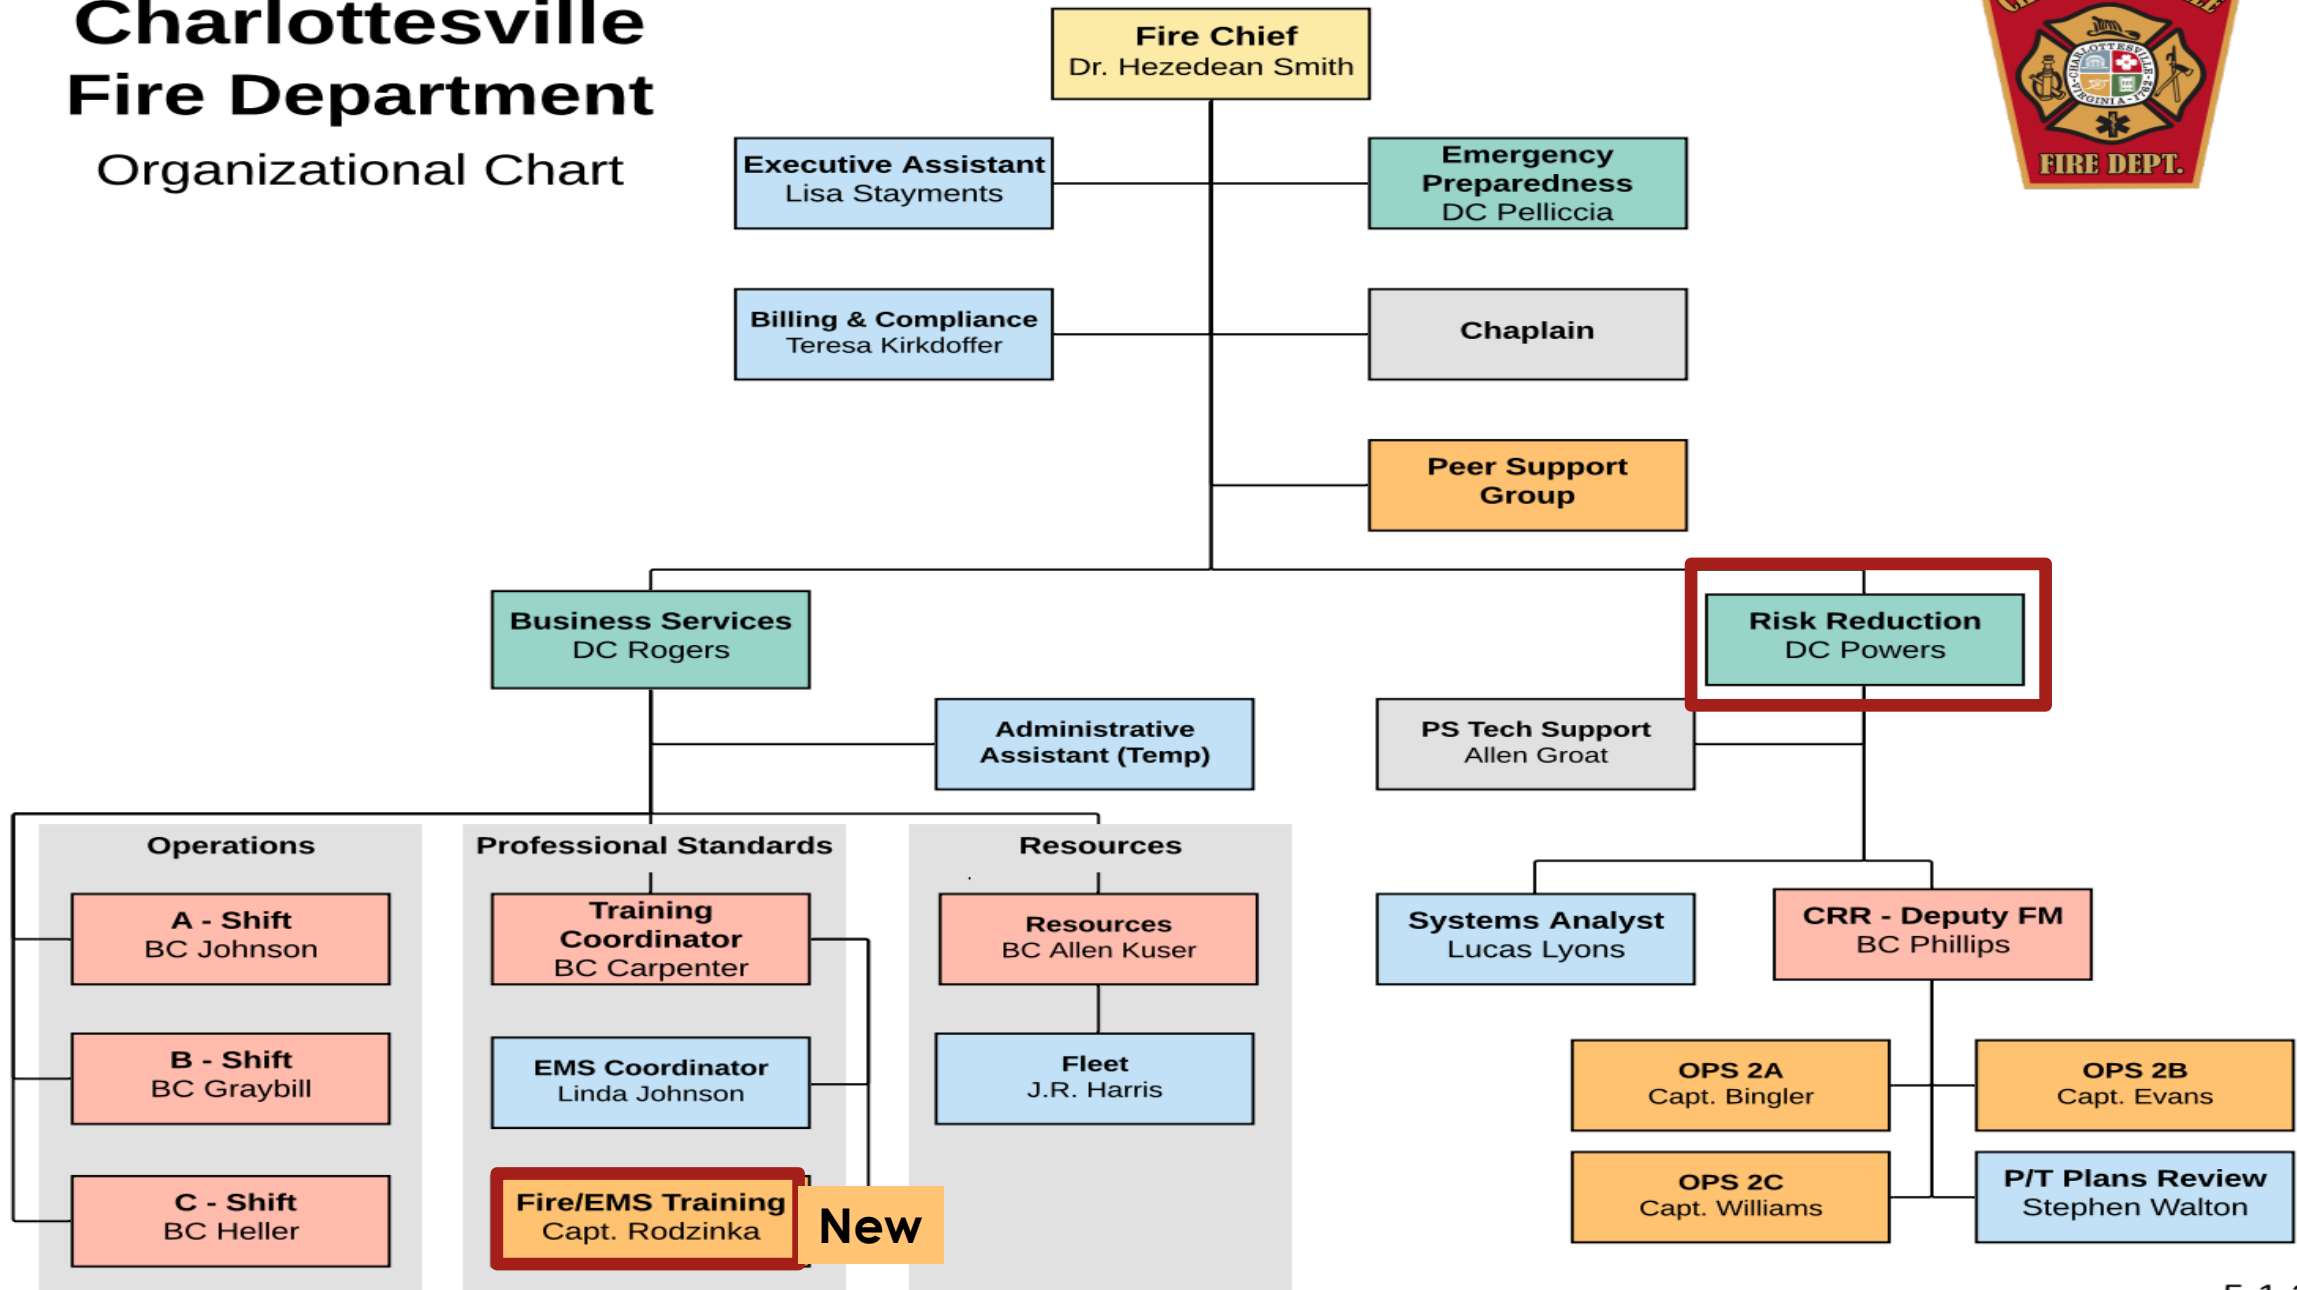 Charlottesville
Fire Department
Organizational Chart
Fire Chief
Dr. Hezedean Smith
FIRE DEPT.
CHARLOTTESVILLE
VIRGINIA - 1762
Executive Assistant
Lisa Stayments
Emergency
Preparedness
DC Pelliccia
Billing & Compliance
Teresa Kirkdoffer
Chaplain
Peer Support
Group
Business Services
DC Rogers
Risk Reduction
DC Powers
Administrative
Assistant (Temp)
PS Tech Support
Allen Groat
Operations
A - Shift
BC Johnson
B - Shift
BC Graybill
C - Shift
BC Heller
Professional Standards
Training
Coordinator
BC Carpenter
EMS Coordinator
Linda Johnson
Fire/EMS Training
Capt. Rodzinka
New
Resources
Resources
BC Allen Kuser
Fleet
J.R. Harris
Systems Analyst
Lucas Lyons
CRR - Deputy FM
BC Phillips
OPS 2A
Capt. Bingler
OPS 2B
Capt. Evans
OPS 2C
Capt. Williams
P/T Plans Review
Stephen Walton